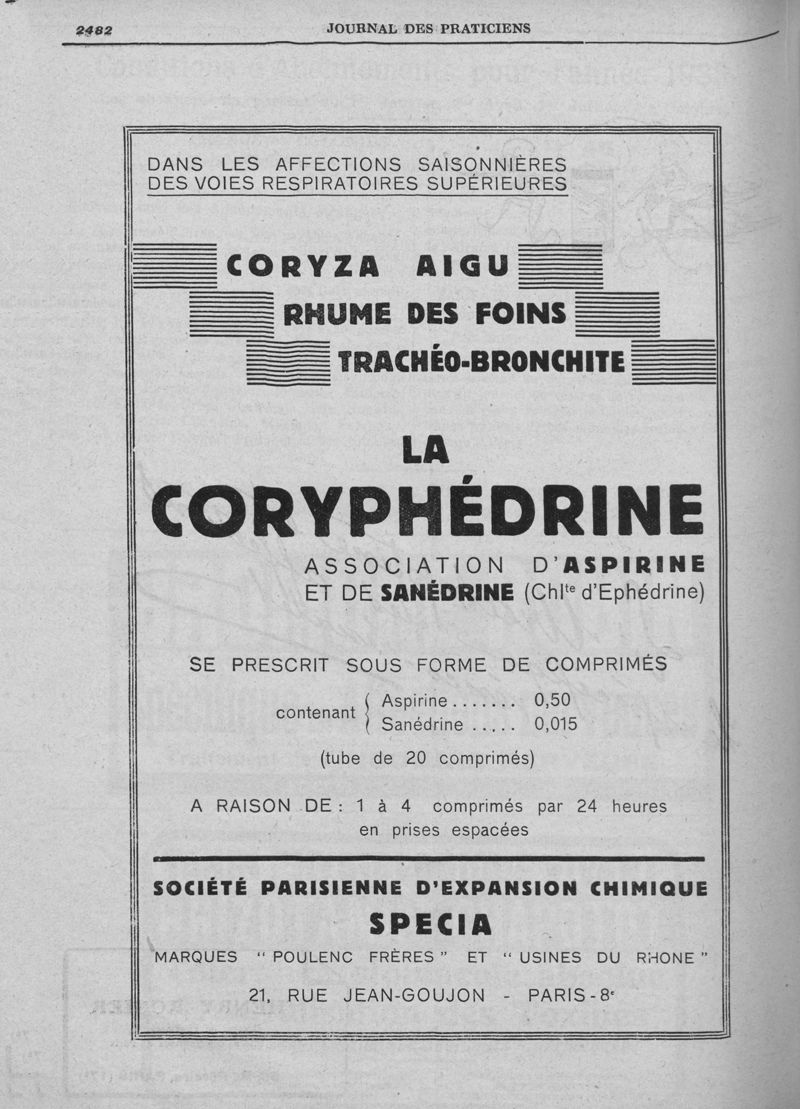 2482
JOURNAL DES PRATICIENS
DANS LES AFFECTIONS SAISONNIÈRES
DES VOIES RESPIRATOIRES SUPÉRIEURES
CORYZA AIGU
RHUME DES FOINS
TRACHÉO-BRONCHITE
LA
CORYPHÉDRINE
ASSOCIATION D'ASPIRINE
ET DE SANÉDRINE (Chlte d'Ephédrine)
SE PRESCRIT SOUS FORME DE COMPRIMÉS
contenant { Aspirine ....... 0,50
Sanédrine ..... 0,015
(tube de 20 comprimés)
A RAISON DE : 1 à 4 comprimés par 24 heures
en prises espacées
SOCIÉTÉ PARISIENNE D'EXPANSION CHIMIQUE
SPECIA
MARQUES " POULENC FRÈRES " ET " USINES DU RHONE "
21, RUE JEAN-GOUJON - PARIS-8e